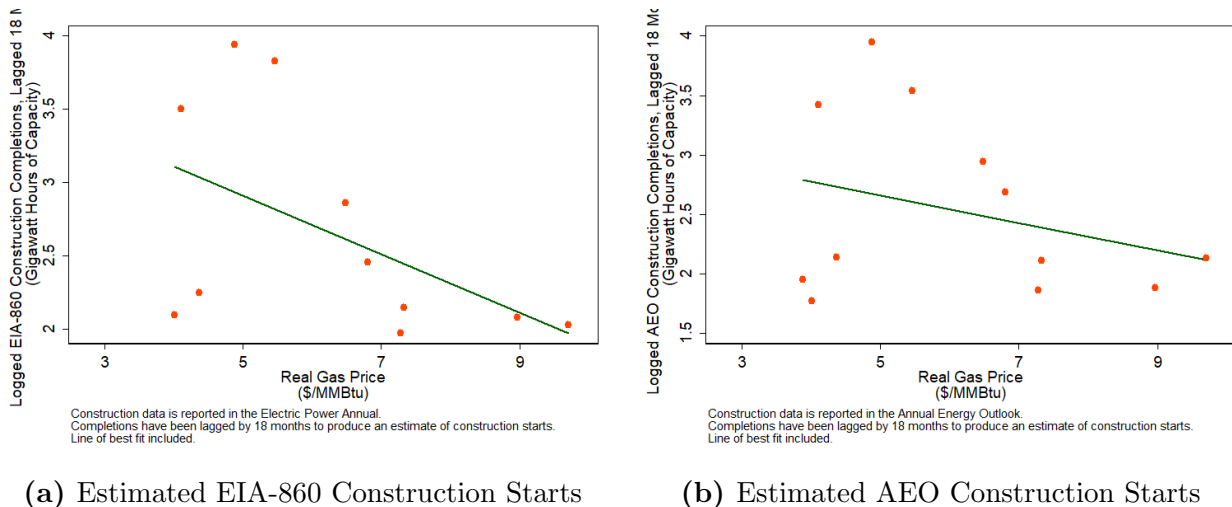 Logged EIA-860 Construction Completions, Lagged 18 M
(Gigawatt Hours of Capacity)
4
3.5
3
2.5
2
3 5 7 9
Real Gas Price
($/MMBtu)
Construction data is reported in the Electric Power Annual.
Completions have been lagged by 18 months to produce an estimate of construction starts.
Line of best fit included.
(a) Estimated EIA-860 Construction Starts
Logged AEO Construction Completions, Lagged 18 Mo
(Gigawatt Hours of Capacity)
4
3.5
3
2.5
2
1.5
3 5 7 9
Real Gas Price
($/MMBtu)
Construction data is reported in the Annual Energy Outlook.
Completions have been lagged by 18 months to produce an estimate of construction starts.
Line of best fit included.
(b) Estimated AEO Construction Starts